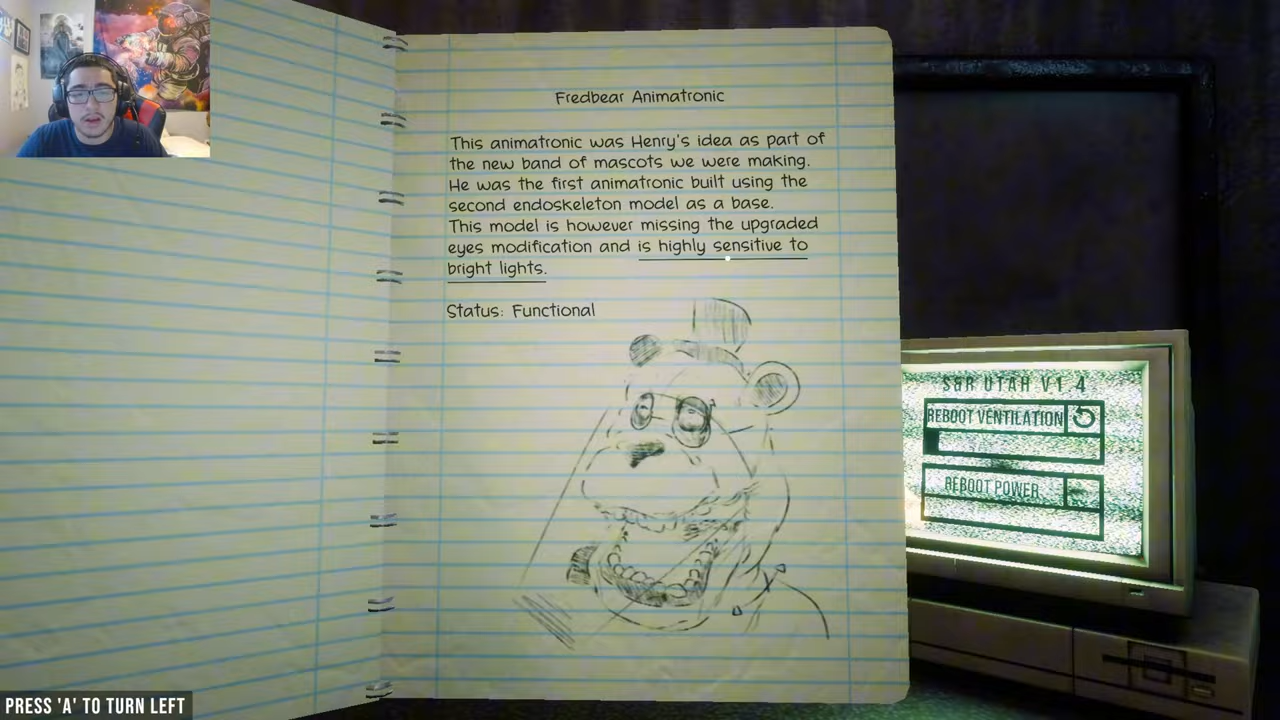 Fredbear Animatronic
This animatronic was Henry's idea as part of
the new band of mascots we were making.
He was the first animatronic built using the
second endoskeleton model as a base.
This model is however missing the upgraded
eyes modification and is highly sensitive to
bright lights.
Status: Functional
S&R UTAH V1.4
REBOOT VENTILATION
REBOOT POWER
PRESS 'A' TO TURN LEFT